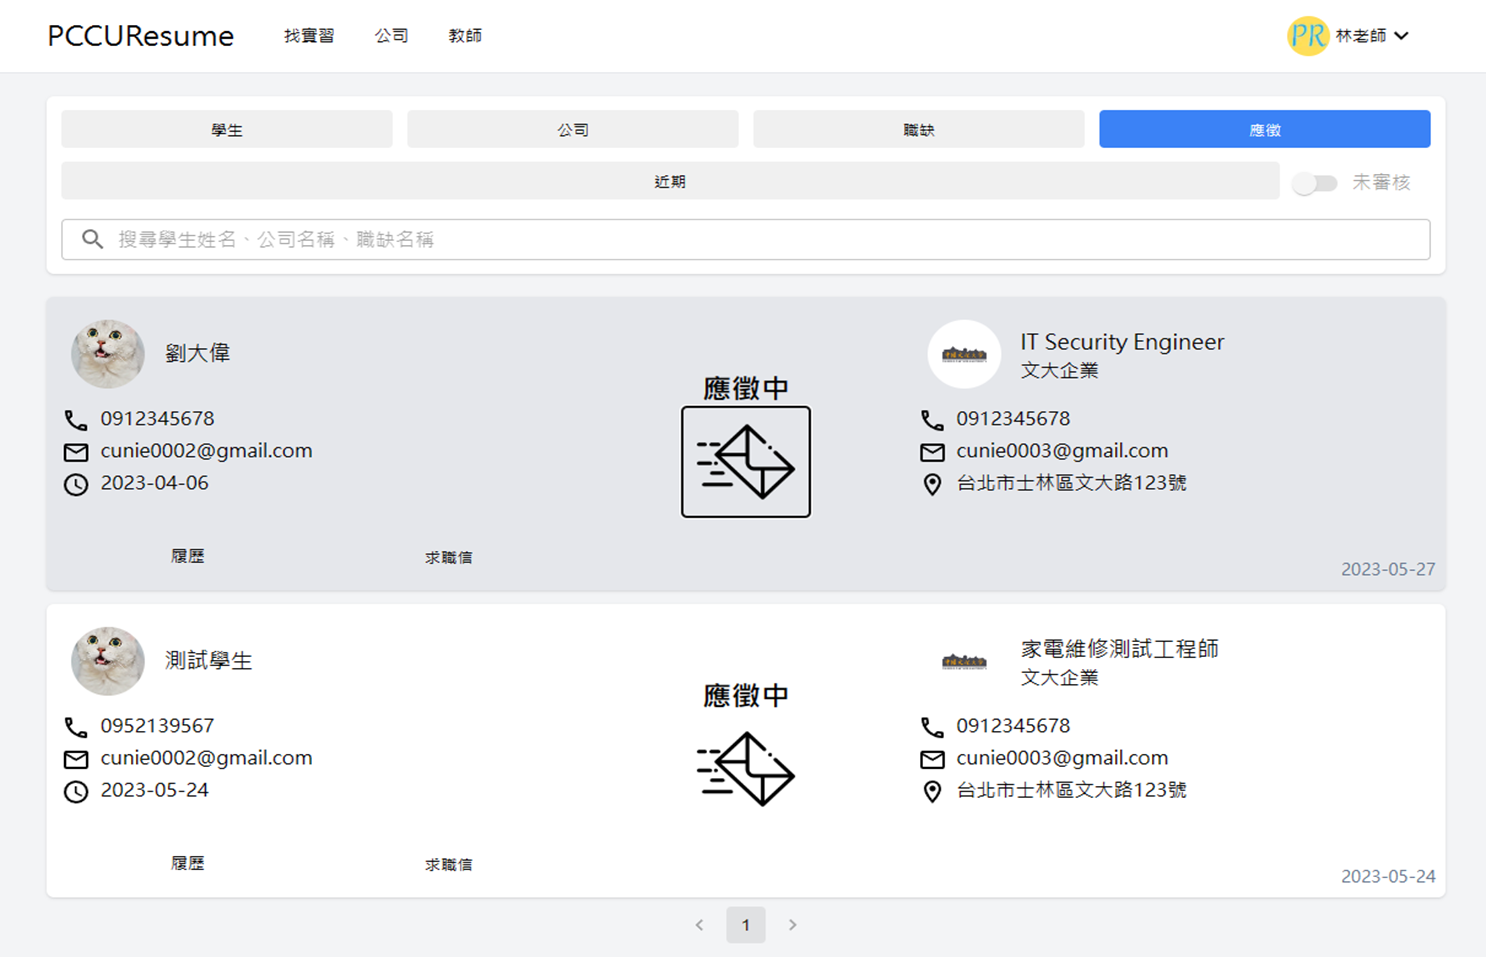 PCCUResume 找實習 公司 教師 PR 林老師
學生 公司 職缺 應徵
近期 未審核
搜尋學生姓名、公司名稱、職缺名稱
劉大偉
0912345678
cunie0002@gmail.com
2023-04-06
履歷 求職信
應徵中
IT Security Engineer
文大企業
0912345678
cunie0003@gmail.com
台北市士林區文大路123號
2023-05-27
測試學生
0952139567
cunie0002@gmail.com
2023-05-24
履歷 求職信
應徵中
家電維修測試工程師
文大企業
0912345678
cunie0003@gmail.com
台北市士林區文大路123號
2023-05-24
1